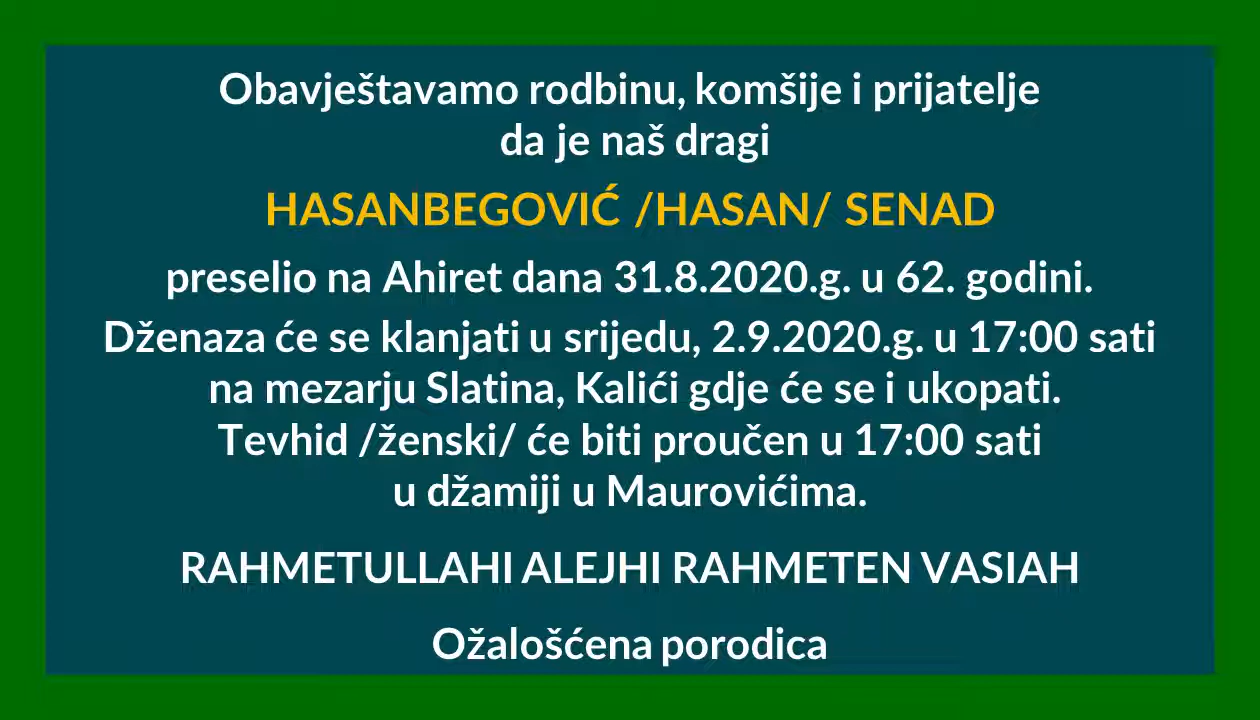 Obavještavamo rodbinu, komšije i prijatelje
da je naš dragi
HASANBEGOVIĆ /HASAN/ SENAD
preselio na Ahiret dana 31.8.2020.g. u 62. godini.
Dženaza će se klanjati u srijedu, 2.9.2020.g. u 17:00 sati
na mezarju Slatina, Kalići gdje će se i ukopati.
Tevhid /ženski/ će biti proučen u 17:00 sati
u džamiji u Maurovićima.
RAHMETULLAHI ALEJHI RAHMETEN VASIAH
Ožalošćena porodica